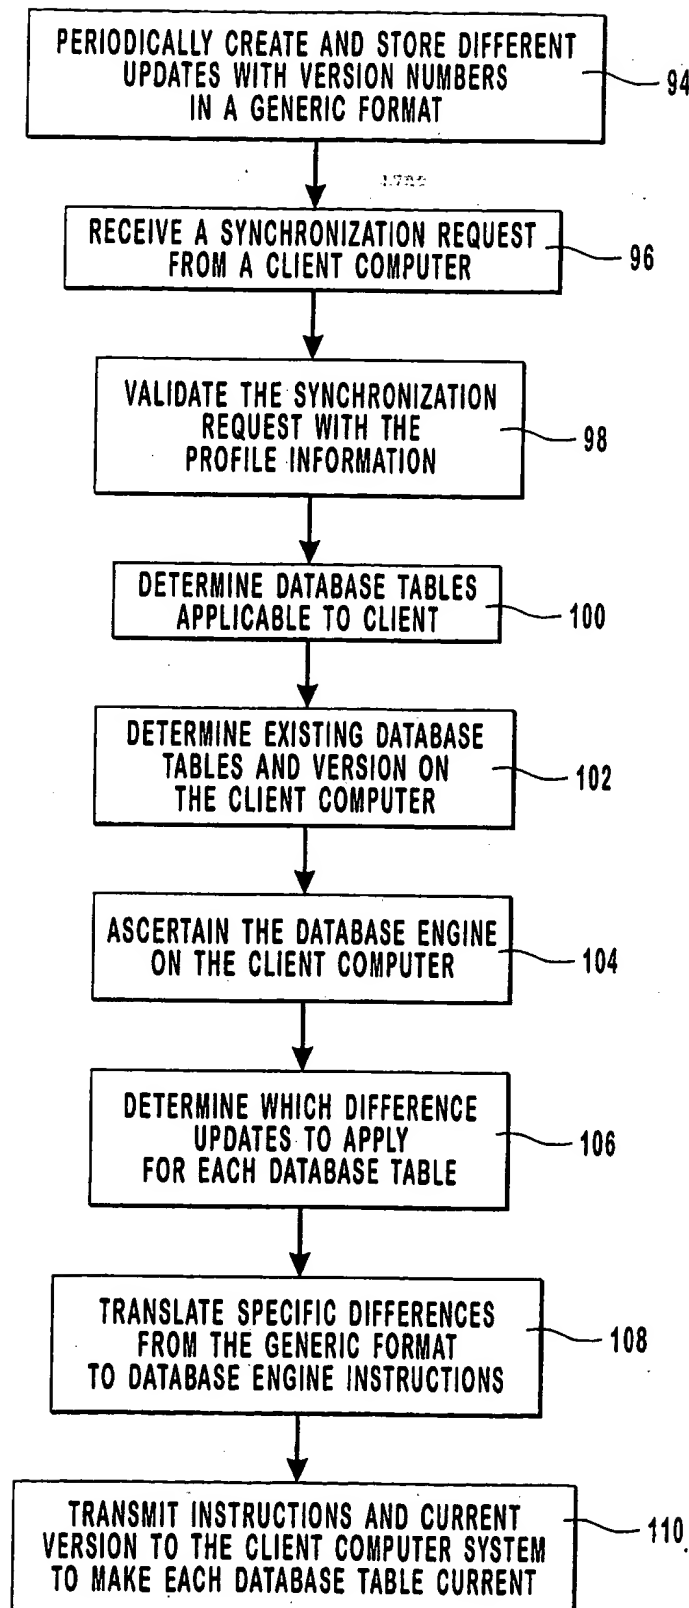 PERIODICALLY CREATE AND STORE DIFFERENT
UPDATES WITH VERSION NUMBERS
IN A GENERIC FORMAT
94
RECEIVE A SYNCHRONIZATION REQUEST
FROM A CLIENT COMPUTER
96
VALIDATE THE SYNCHRONIZATION
REQUEST WITH THE
PROFILE INFORMATION
98
DETERMINE DATABASE TABLES
APPLICABLE TO CLIENT
100
DETERMINE EXISTING DATABASE
TABLES AND VERSION ON
THE CLIENT COMPUTER
102
ASCERTAIN THE DATABASE ENGINE
ON THE CLIENT COMPUTER
104
DETERMINE WHICH DIFFERENCE
UPDATES TO APPLY
FOR EACH DATABASE TABLE
106
TRANSLATE SPECIFIC DIFFERENCES
FROM THE GENERIC FORMAT
TO DATABASE ENGINE INSTRUCTIONS
108
TRANSMIT INSTRUCTIONS AND CURRENT
VERSION TO THE CLIENT COMPUTER SYSTEM
TO MAKE EACH DATABASE TABLE CURRENT
110